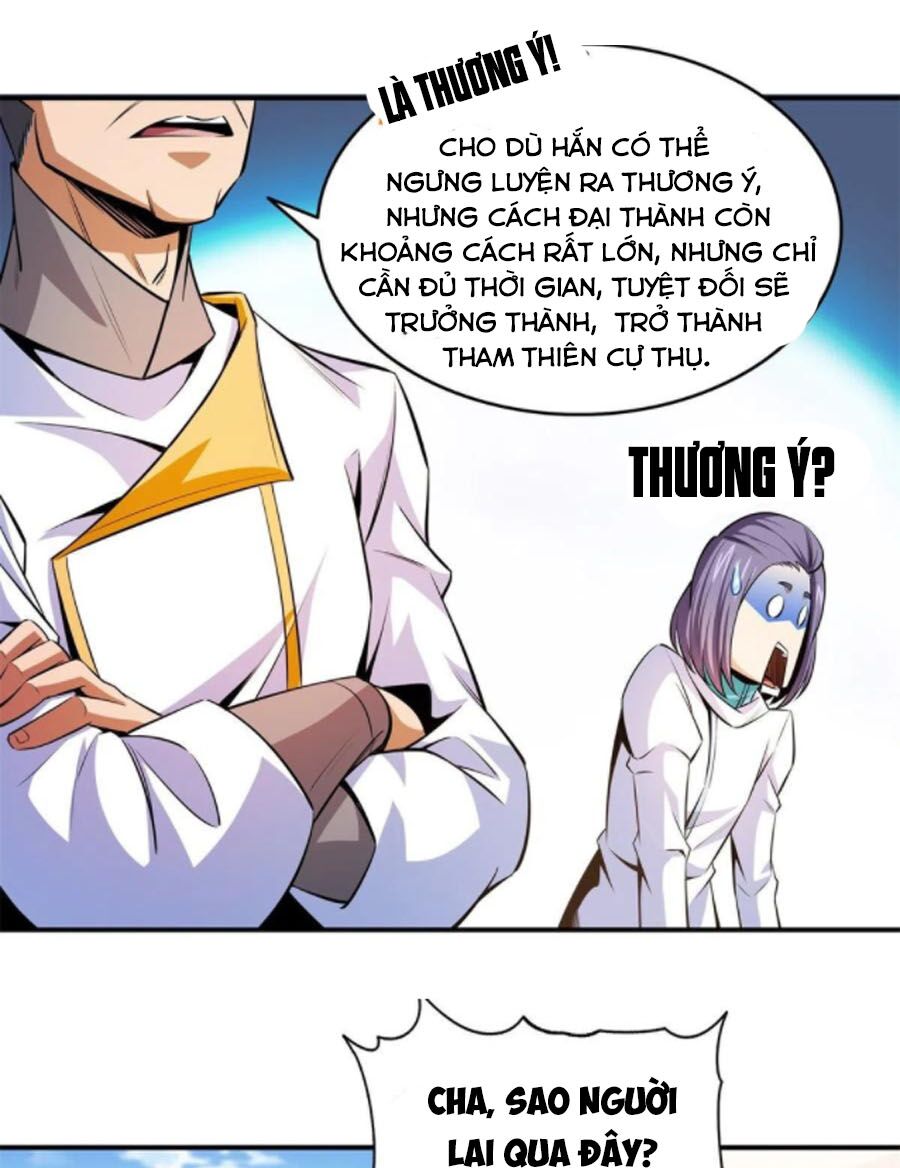 LÀ THƯƠNG Ý!
CHO DÙ HẮN CÓ THỂ
NGƯNG LUYỆN RA THƯƠNG Ý,
NHƯNG CÁCH ĐẠI THÀNH CÒN
KHOẢNG CÁCH RẤT LỚN, NHƯNG CHỈ
CẦN ĐỦ THỜI GIAN, TUYỆT ĐỐI SẼ
TRƯỞNG THÀNH, TRỞ THÀNH
THAM THIÊN CỰ THỤ.
THƯƠNG Ý?
CHA, SAO NGƯỜI
LẠI QUA ĐÂY?